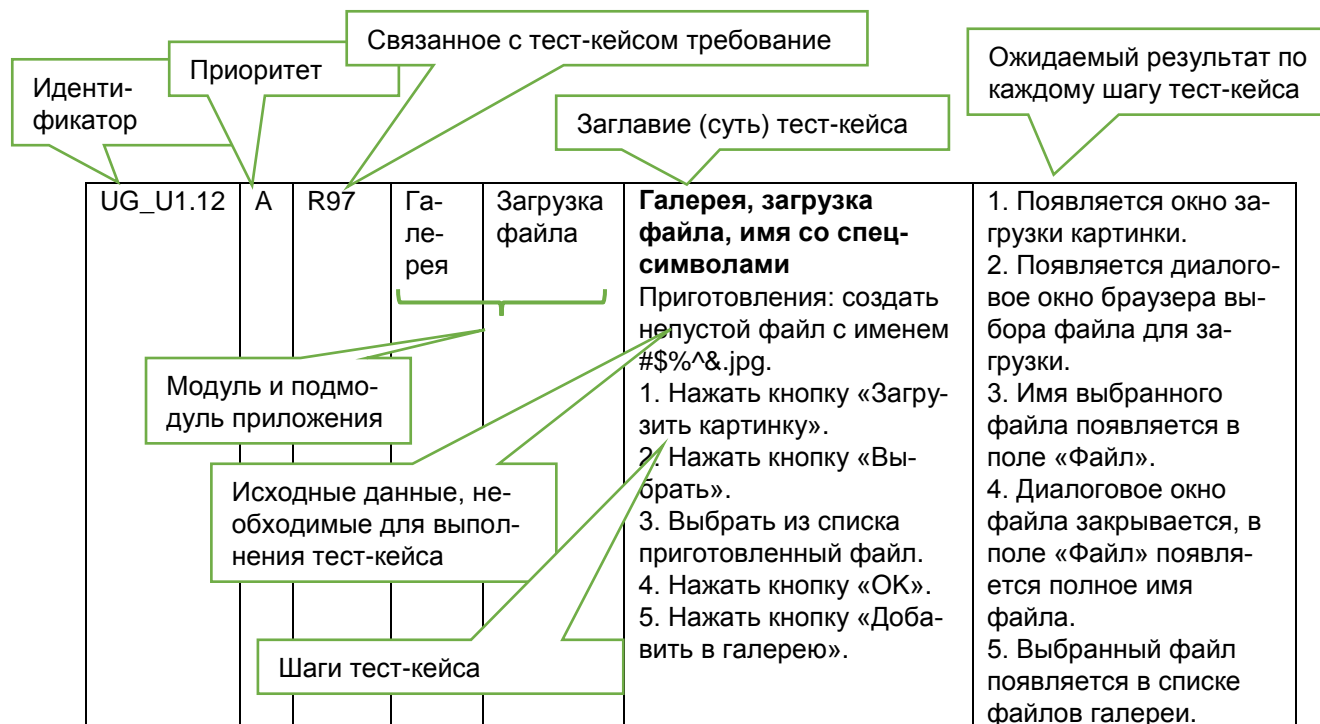 Связанное с тест-кейсом требование
Приоритет
Иденти-
фикатор
Заглавие (суть) тест-кейса
Ожидаемый результат по
каждому шагу тест-кейса
UG_U1.12
A
R97
Га-
ле-
рея
Загрузка
файла
Галерея, загрузка
файла, имя со спец-
символами
Приготовления: создать
непустой файл с именем
#$%^&.jpg.
1. Нажать кнопку «Загру-
зить картинку».
2. Нажать кнопку «Вы-
брать».
3. Выбрать из списка
приготовленный файл.
4. Нажать кнопку «OK».
5. Нажать кнопку «Доба-
вить в галерею».
1. Появляется окно за-
грузки картинки.
2. Появляется диалого-
вое окно браузера вы-
бора файла для за-
грузки.
3. Имя выбранного
файла появляется в
поле «Файл».
4. Диалоговое окно
файла закрывается, в
поле «Файл» появля-
ется полное имя
файла.
5. Выбранный файл
появляется в списке
файлов галереи.
Модуль и подмо-
дуль приложения
Исходные данные, не-
обходимые для выпол-
нения тест-кейса
Шаги тест-кейса